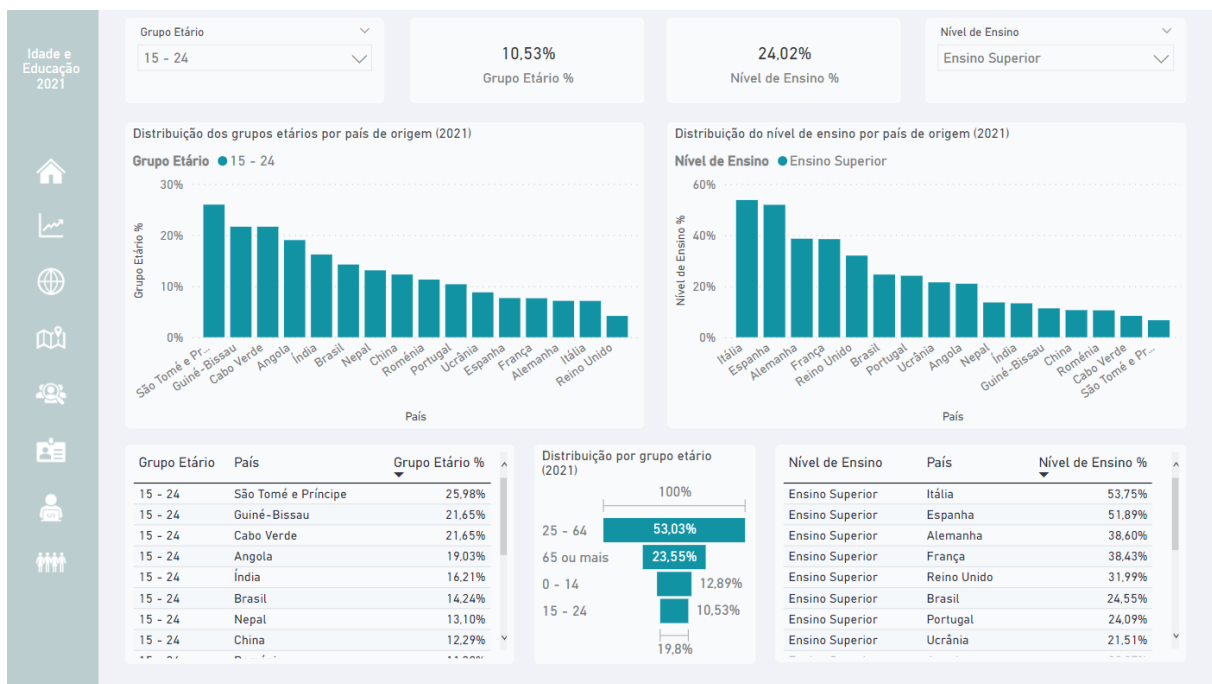 Idade e
Educação
2021
Grupo Etário
15 - 24
10,53%
Grupo Etário %
24,02%
Nível de Ensino %
Nível de Ensino
Ensino Superior
Distribuição dos grupos etários por país de origem (2021)
Grupo Etário 15 - 24
30%
20%
10%
0%
Grupo Etário %
São Tomé e Pr...
Guiné-Bissau
Cabo Verde
Angola
Índia
Brasil
Nepal
China
Roménia
Portugal
Ucrânia
Espanha
França
Alemanha
Itália
Reino Unido
País
Distribuição do nível de ensino por país de origem (2021)
Nível de Ensino Ensino Superior
60%
40%
20%
0%
Nível de Ensino %
Itália
Espanha
Alemanha
França
Reino Unido
Brasil
Portugal
Ucrânia
Angola
Nepal
Índia
Guiné-Bissau
China
Roménia
Cabo Verde
São Tomé e Pr...
País
Grupo Etário País Grupo Etário %
15 - 24 São Tomé e Príncipe 25,98%
15 - 24 Guiné-Bissau 21,65%
15 - 24 Cabo Verde 21,65%
15 - 24 Angola 19,03%
15 - 24 Índia 16,21%
15 - 24 Brasil 14,24%
15 - 24 Nepal 13,10%
15 - 24 China 12,29%
Distribuição por grupo etário
(2021)
100%
25 - 64 53,03%
65 ou mais 23,55%
0 - 14 12,89%
15 - 24 10,53%
19,8%
Nível de Ensino País Nível de Ensino %
Ensino Superior Itália 53,75%
Ensino Superior Espanha 51,89%
Ensino Superior Alemanha 38,60%
Ensino Superior França 38,43%
Ensino Superior Reino Unido 31,99%
Ensino Superior Brasil 24,55%
Ensino Superior Portugal 24,09%
Ensino Superior Ucrânia 21,51%